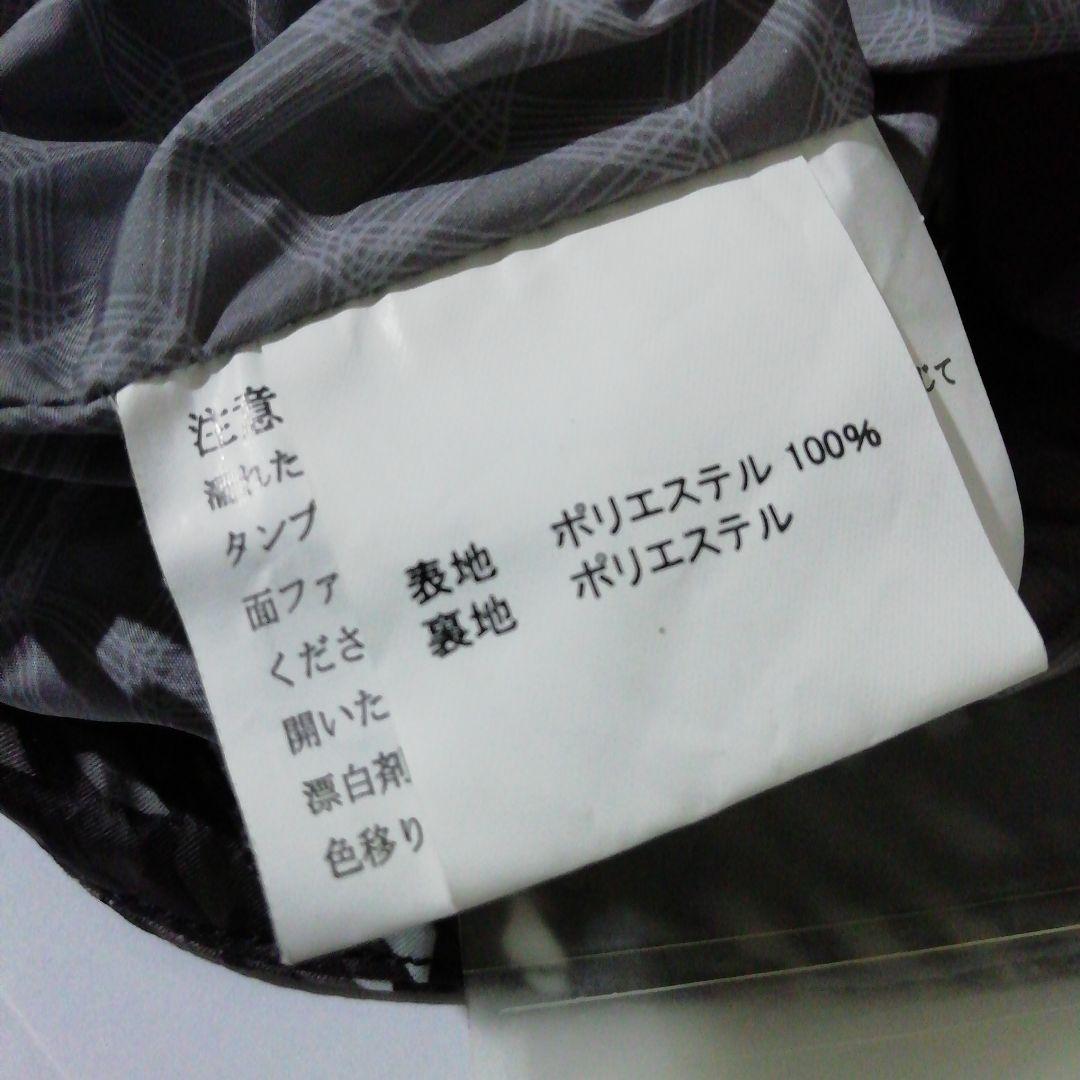 注意
濡れた
タンブ
面ファ
くださ
開いた
漂白剤
色移り
表地 ポリエステル 100%
裏地 ポリエステル
じて